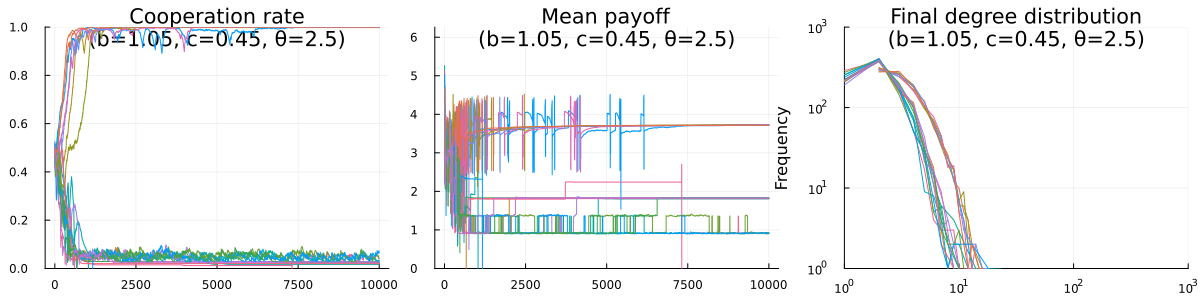 Cooperation rate
(b=1.05, c=0.45, θ=2.5)
1.0
0.8
0.6
0.4
0.2
0.0
0 2500 5000 7500 10000
Mean payoff
(b=1.05, c=0.45, θ=2.5)
6
5
4
3
2
1
0
0 2500 5000 7500 10000
Final degree distribution
(b=1.05, c=0.45, θ=2.5)
Frequency
10³
10²
10¹
10⁰
10⁰ 10¹ 10² 10³